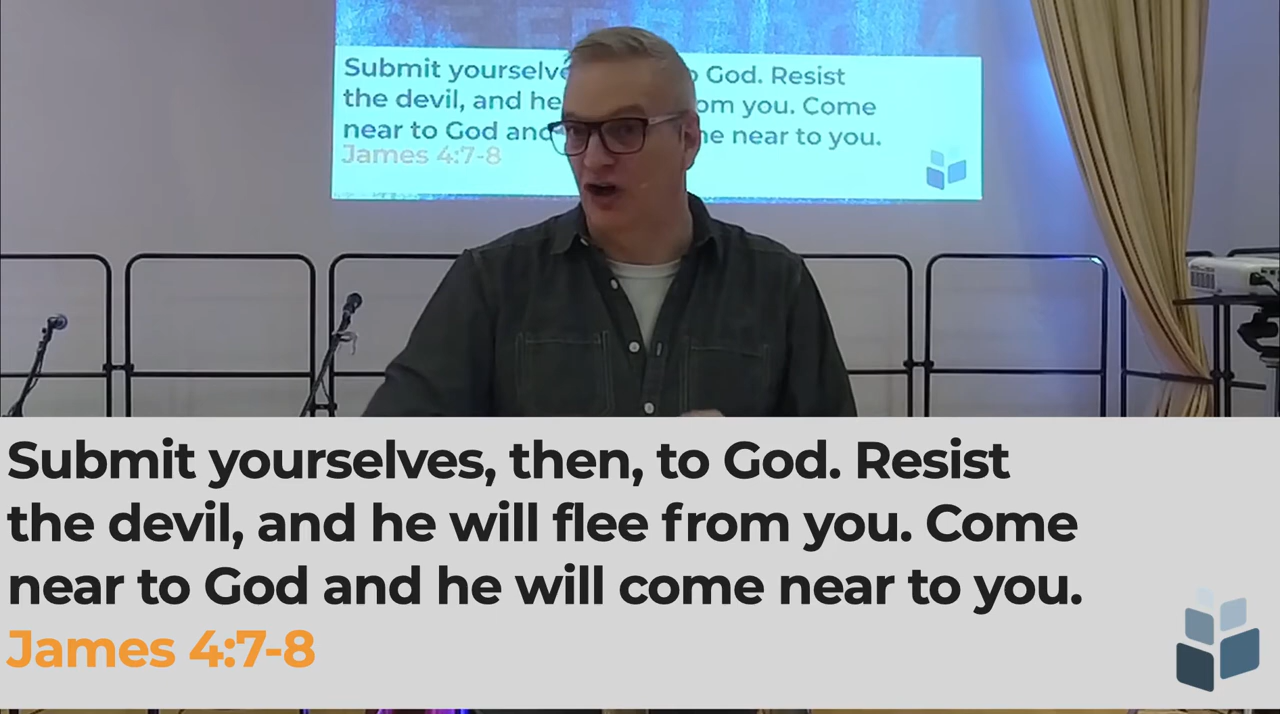 Submit yourselve God. Resist
the devil, and he om you. Come
near to God and e near to you.
James 4:7-8
Submit yourselves, then, to God. Resist
the devil, and he will flee from you. Come
near to God and he will come near to you.
James 4:7-8